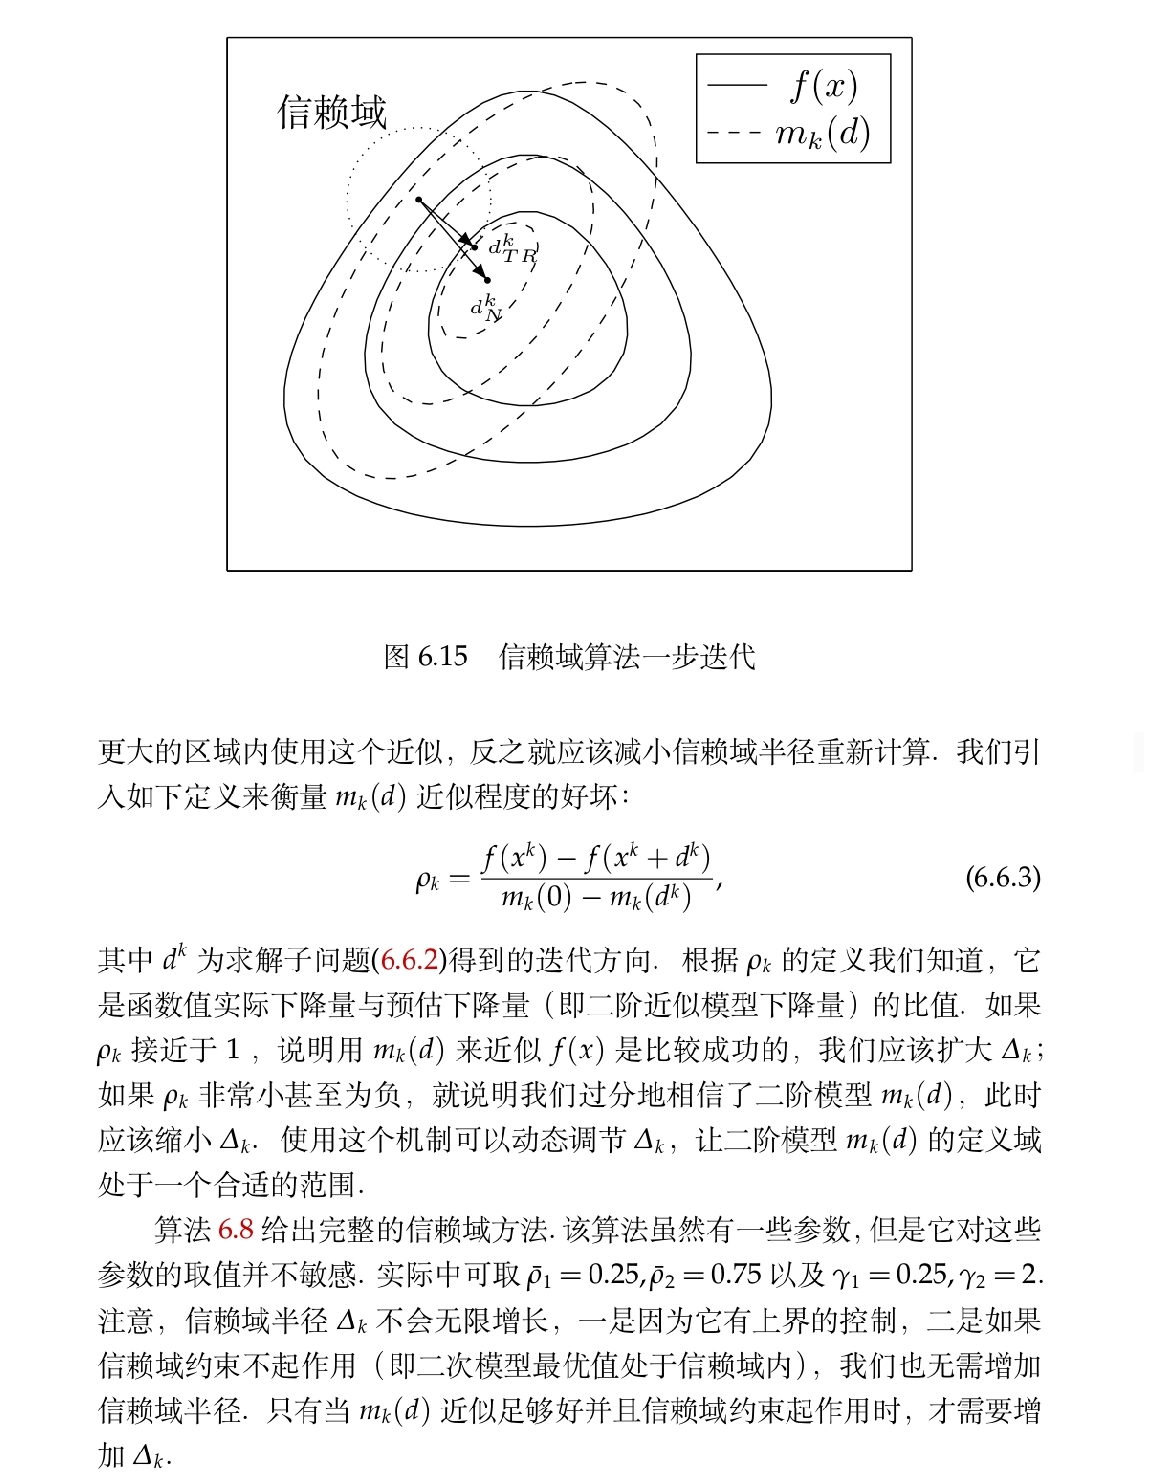 信赖域
f(x)
m_k(d)
d^k_{TR}
d^k_N
图 6.15 信赖域算法一步迭代
更大的区域内使用这个近似，反之就应该减小信赖域半径重新计算. 我们引
入如下定义来衡量 m_k(d) 近似程度的好坏：
ρ_k = \frac{f(x^k) − f(x^k + d^k)}{m_k(0) − m_k(d^k)}, (6.6.3)
其中 d^k 为求解子问题(6.6.2)得到的迭代方向. 根据 ρ_k 的定义我们知道，它
是函数值实际下降量与预估下降量（即二阶近似模型下降量）的比值. 如果
ρ_k 接近于 1 ，说明用 m_k(d) 来近似 f(x) 是比较成功的，我们应该扩大 Δ_k；
如果 ρ_k 非常小甚至为负，就说明我们过分地相信了二阶模型 m_k(d)，此时
应该缩小 Δ_k. 使用这个机制可以动态调节 Δ_k，让二阶模型 m_k(d) 的定义域
处于一个合适的范围.
算法 6.8 给出完整的信赖域方法. 该算法虽然有一些参数, 但是它对这些
参数的取值并不敏感. 实际中可取 ρ̄_1 = 0.25, ρ̄_2 = 0.75 以及 γ_1 = 0.25, γ_2 = 2.
注意，信赖域半径 Δ_k 不会无限增长，一是因为它有上界的控制，二是如果
信赖域约束不起作用（即二次模型最优值处于信赖域内），我们也无需增加
信赖域半径. 只有当 m_k(d) 近似足够好并且信赖域约束起作用时，才需要增
加 Δ_k.